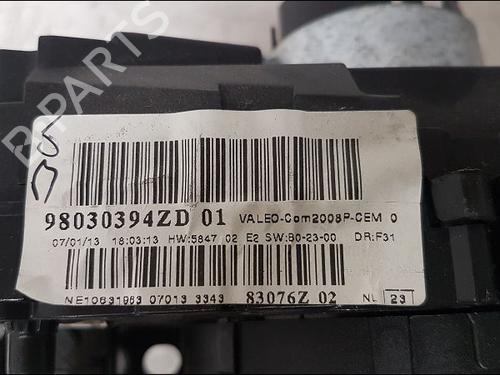 B-PARTS
98030394ZD 01 VALEO-Com2008P-CEM 0
07/01/13 18:03:13 HW:5847 02 E2 SW:80-23-00 DR:F31
NE10631963 07013 3343 83076Z 02 NL 23